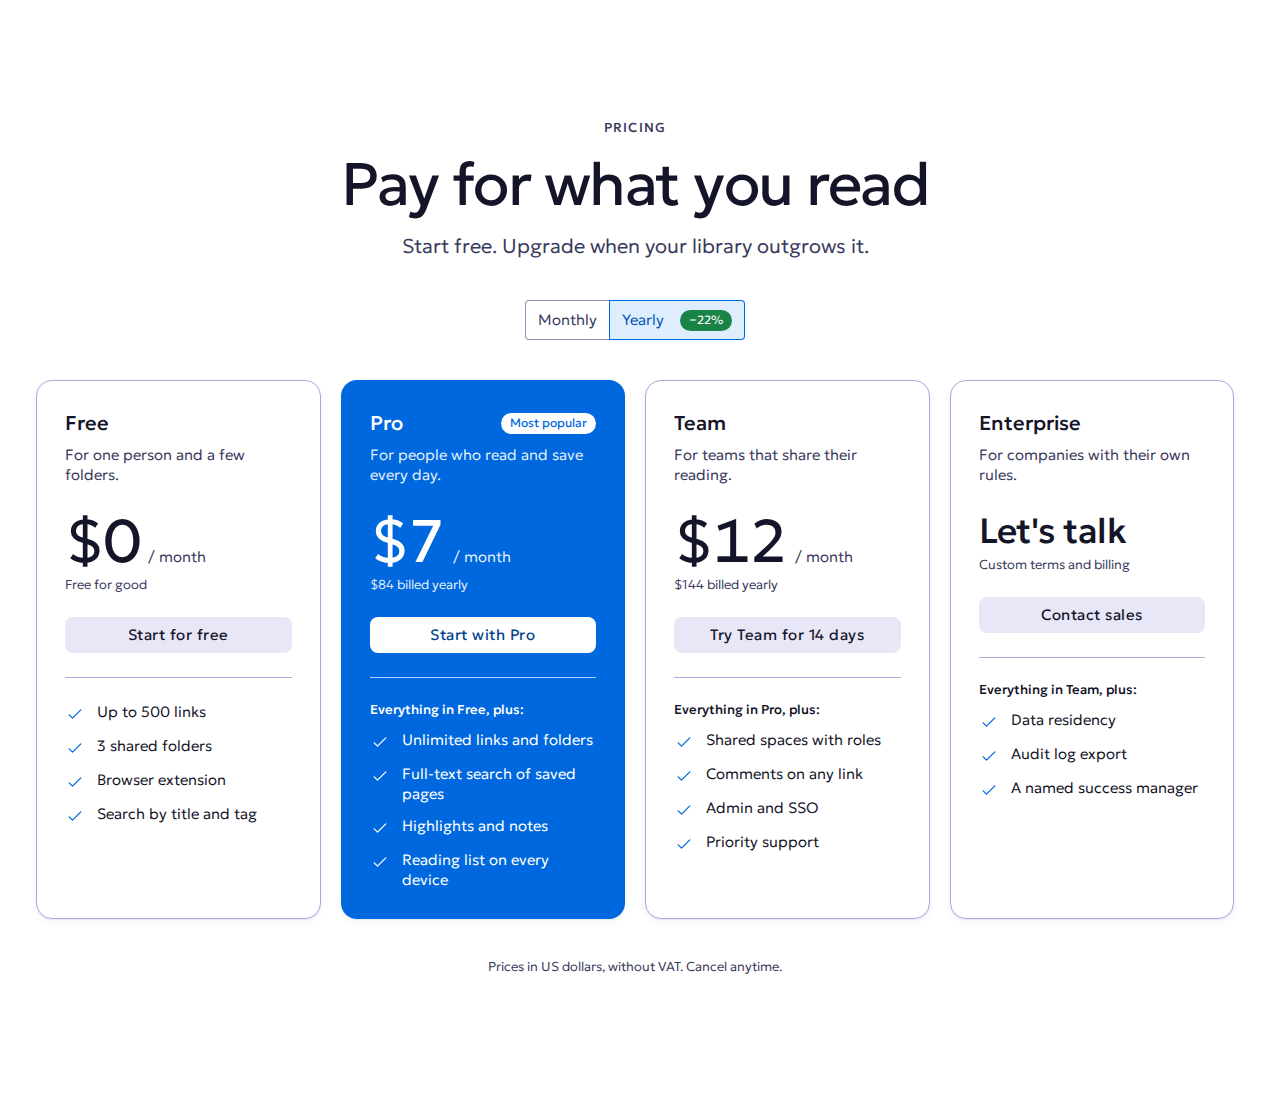 PRICING
Pay for what you read
Start free. Upgrade when your library outgrows it.
Monthly
Yearly
−22%
Free
For one person and a few
folders.
$0 / month
Free for good
Start for free
Up to 500 links
3 shared folders
Browser extension
Search by title and tag
Pro
Most popular
For people who read and save
every day.
$7 / month
$84 billed yearly
Start with Pro
Everything in Free, plus:
Unlimited links and folders
Full-text search of saved
pages
Highlights and notes
Reading list on every
device
Team
For teams that share their
reading.
$12 / month
$144 billed yearly
Try Team for 14 days
Everything in Pro, plus:
Shared spaces with roles
Comments on any link
Admin and SSO
Priority support
Enterprise
For companies with their own
rules.
Let's talk
Custom terms and billing
Contact sales
Everything in Team, plus:
Data residency
Audit log export
A named success manager
Prices in US dollars, without VAT. Cancel anytime.